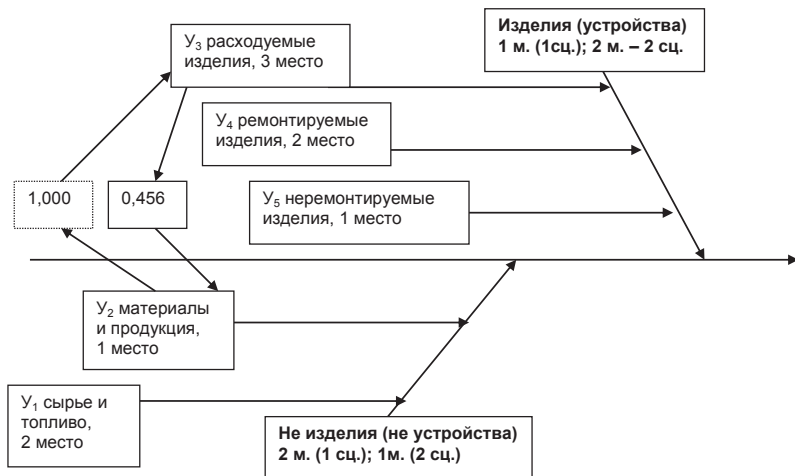 У₃ расходуемые
изделия, 3 место
Изделия (устройства)
1 м. (1сц.); 2 м. – 2 сц.
У₄ ремонтируемые
изделия, 2 место
1,000
0,456
У₅ неремонтируемые
изделия, 1 место
У₂ материалы
и продукция,
1 место
У₁ сырье и
топливо,
2 место
Не изделия (не устройства)
2 м. (1 сц.); 1м. (2 сц.)